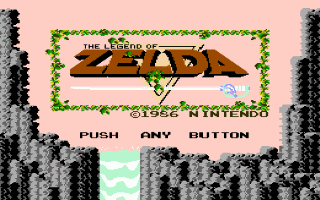 THE LEGEND OF
ZELDA
©1986 NINTENDO
PUSH ANY BUTTON